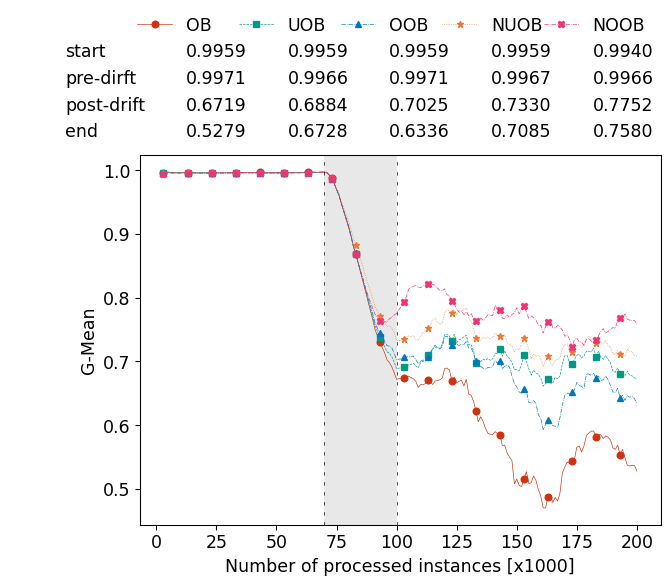 OB UOB OOB NUOB NOOB
start 0.9959 0.9959 0.9959 0.9959 0.9940
pre-dirft 0.9971 0.9966 0.9971 0.9967 0.9966
post-drift 0.6719 0.6884 0.7025 0.7330 0.7752
end 0.5279 0.6728 0.6336 0.7085 0.7580
1.0
0.9
0.8
0.7
0.6
0.5
G-Mean
0 25 50 75 100 125 150 175 200
Number of processed instances [x1000]